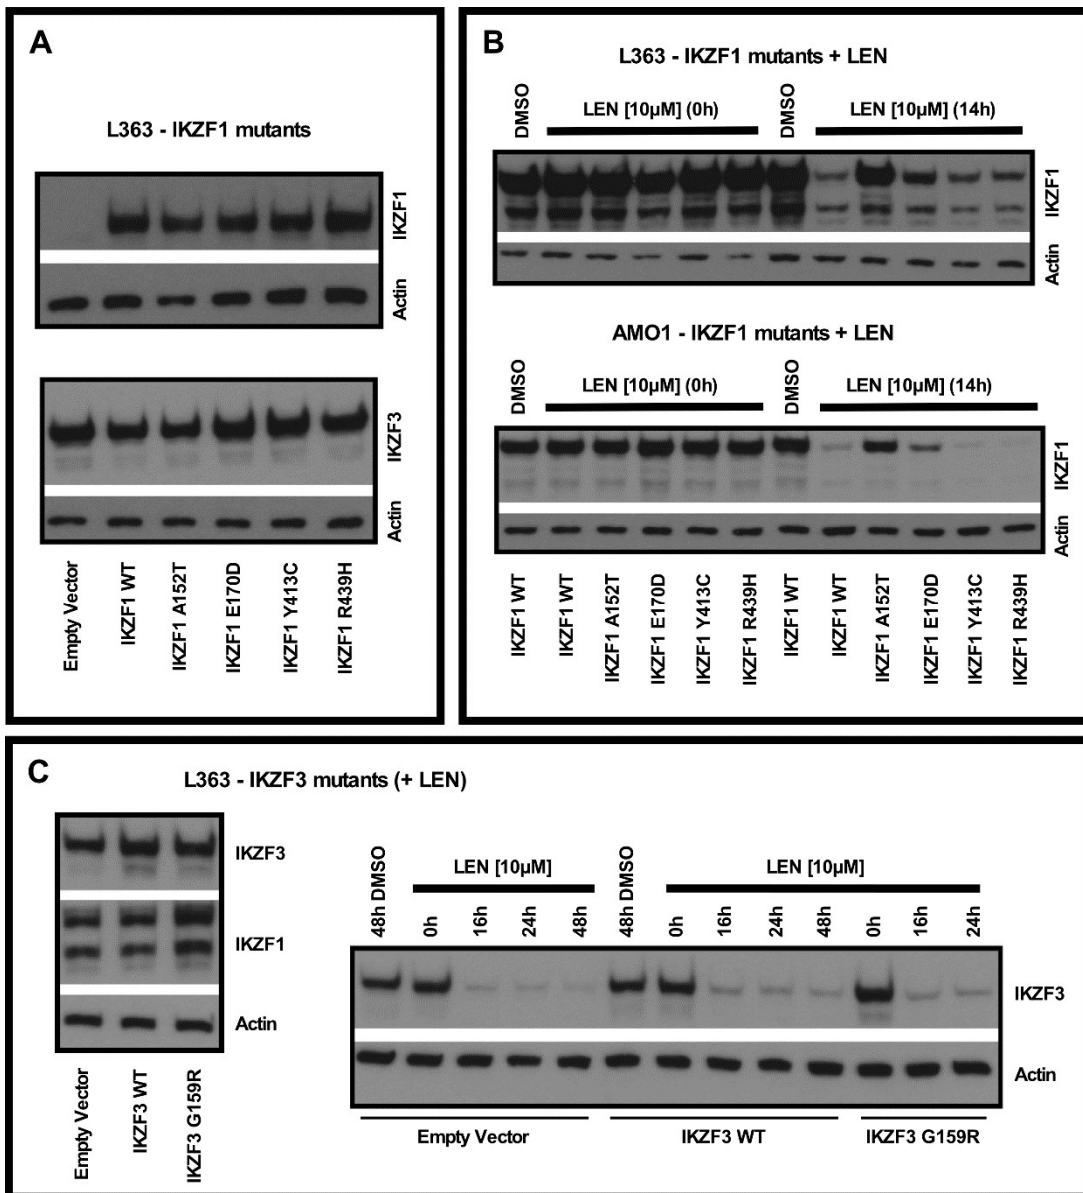 A
L363 - IKZF1 mutants
IKZF1
Actin
IKZF3
Actin
Empty Vector
IKZF1 WT
IKZF1 A152T
IKZF1 E170D
IKZF1 Y413C
IKZF1 R439H
B
L363 - IKZF1 mutants + LEN
DMSO
LEN [10µM] (0h)
DMSO
LEN [10µM] (14h)
IKZF1
Actin
AMO1 - IKZF1 mutants + LEN
DMSO
LEN [10µM] (0h)
DMSO
LEN [10µM] (14h)
IKZF1
Actin
IKZF1 WT
IKZF1 WT
IKZF1 A152T
IKZF1 E170D
IKZF1 Y413C
IKZF1 R439H
IKZF1 WT
IKZF1 WT
IKZF1 A152T
IKZF1 E170D
IKZF1 Y413C
IKZF1 R439H
C
L363 - IKZF3 mutants (+ LEN)
IKZF3
IKZF1
Actin
Empty Vector
IKZF3 WT
IKZF3 G159R
48h DMSO
LEN [10µM]
0h
16h
24h
48h
48h DMSO
LEN [10µM]
0h
16h
24h
48h
0h
16h
24h
IKZF3
Actin
Empty Vector
IKZF3 WT
IKZF3 G159R